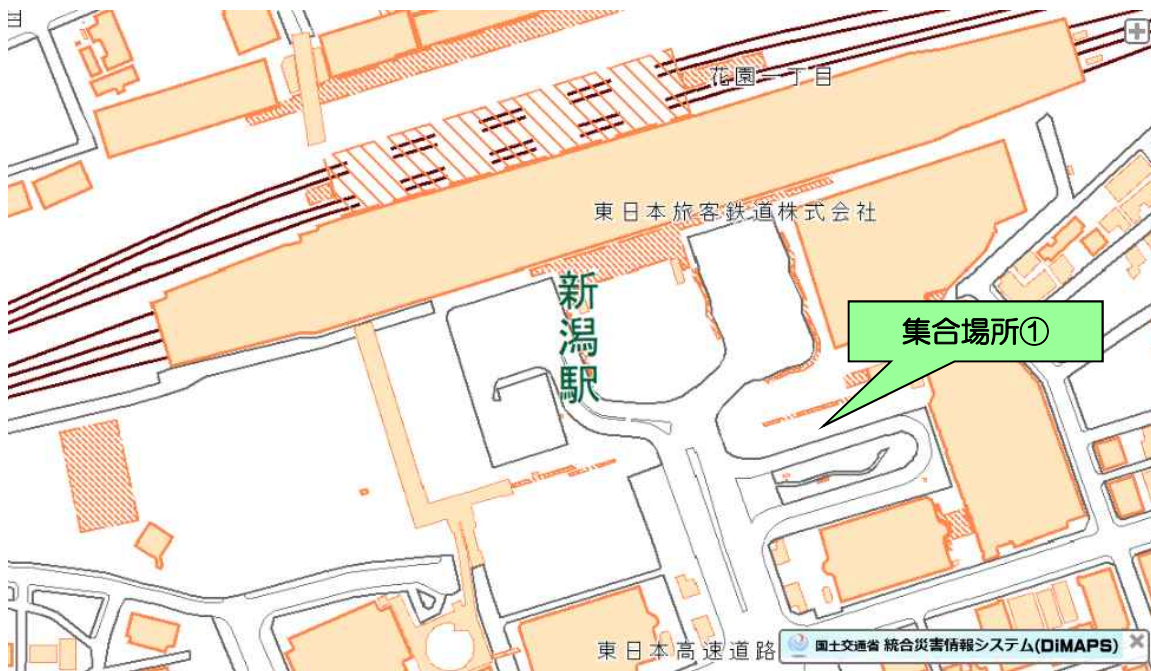 目
花園一丁目
東日本旅客鉄道株式会社
新潟駅
集合場所①
東日本高速道路
国土交通省 統合災害情報システム(DiMAPS)